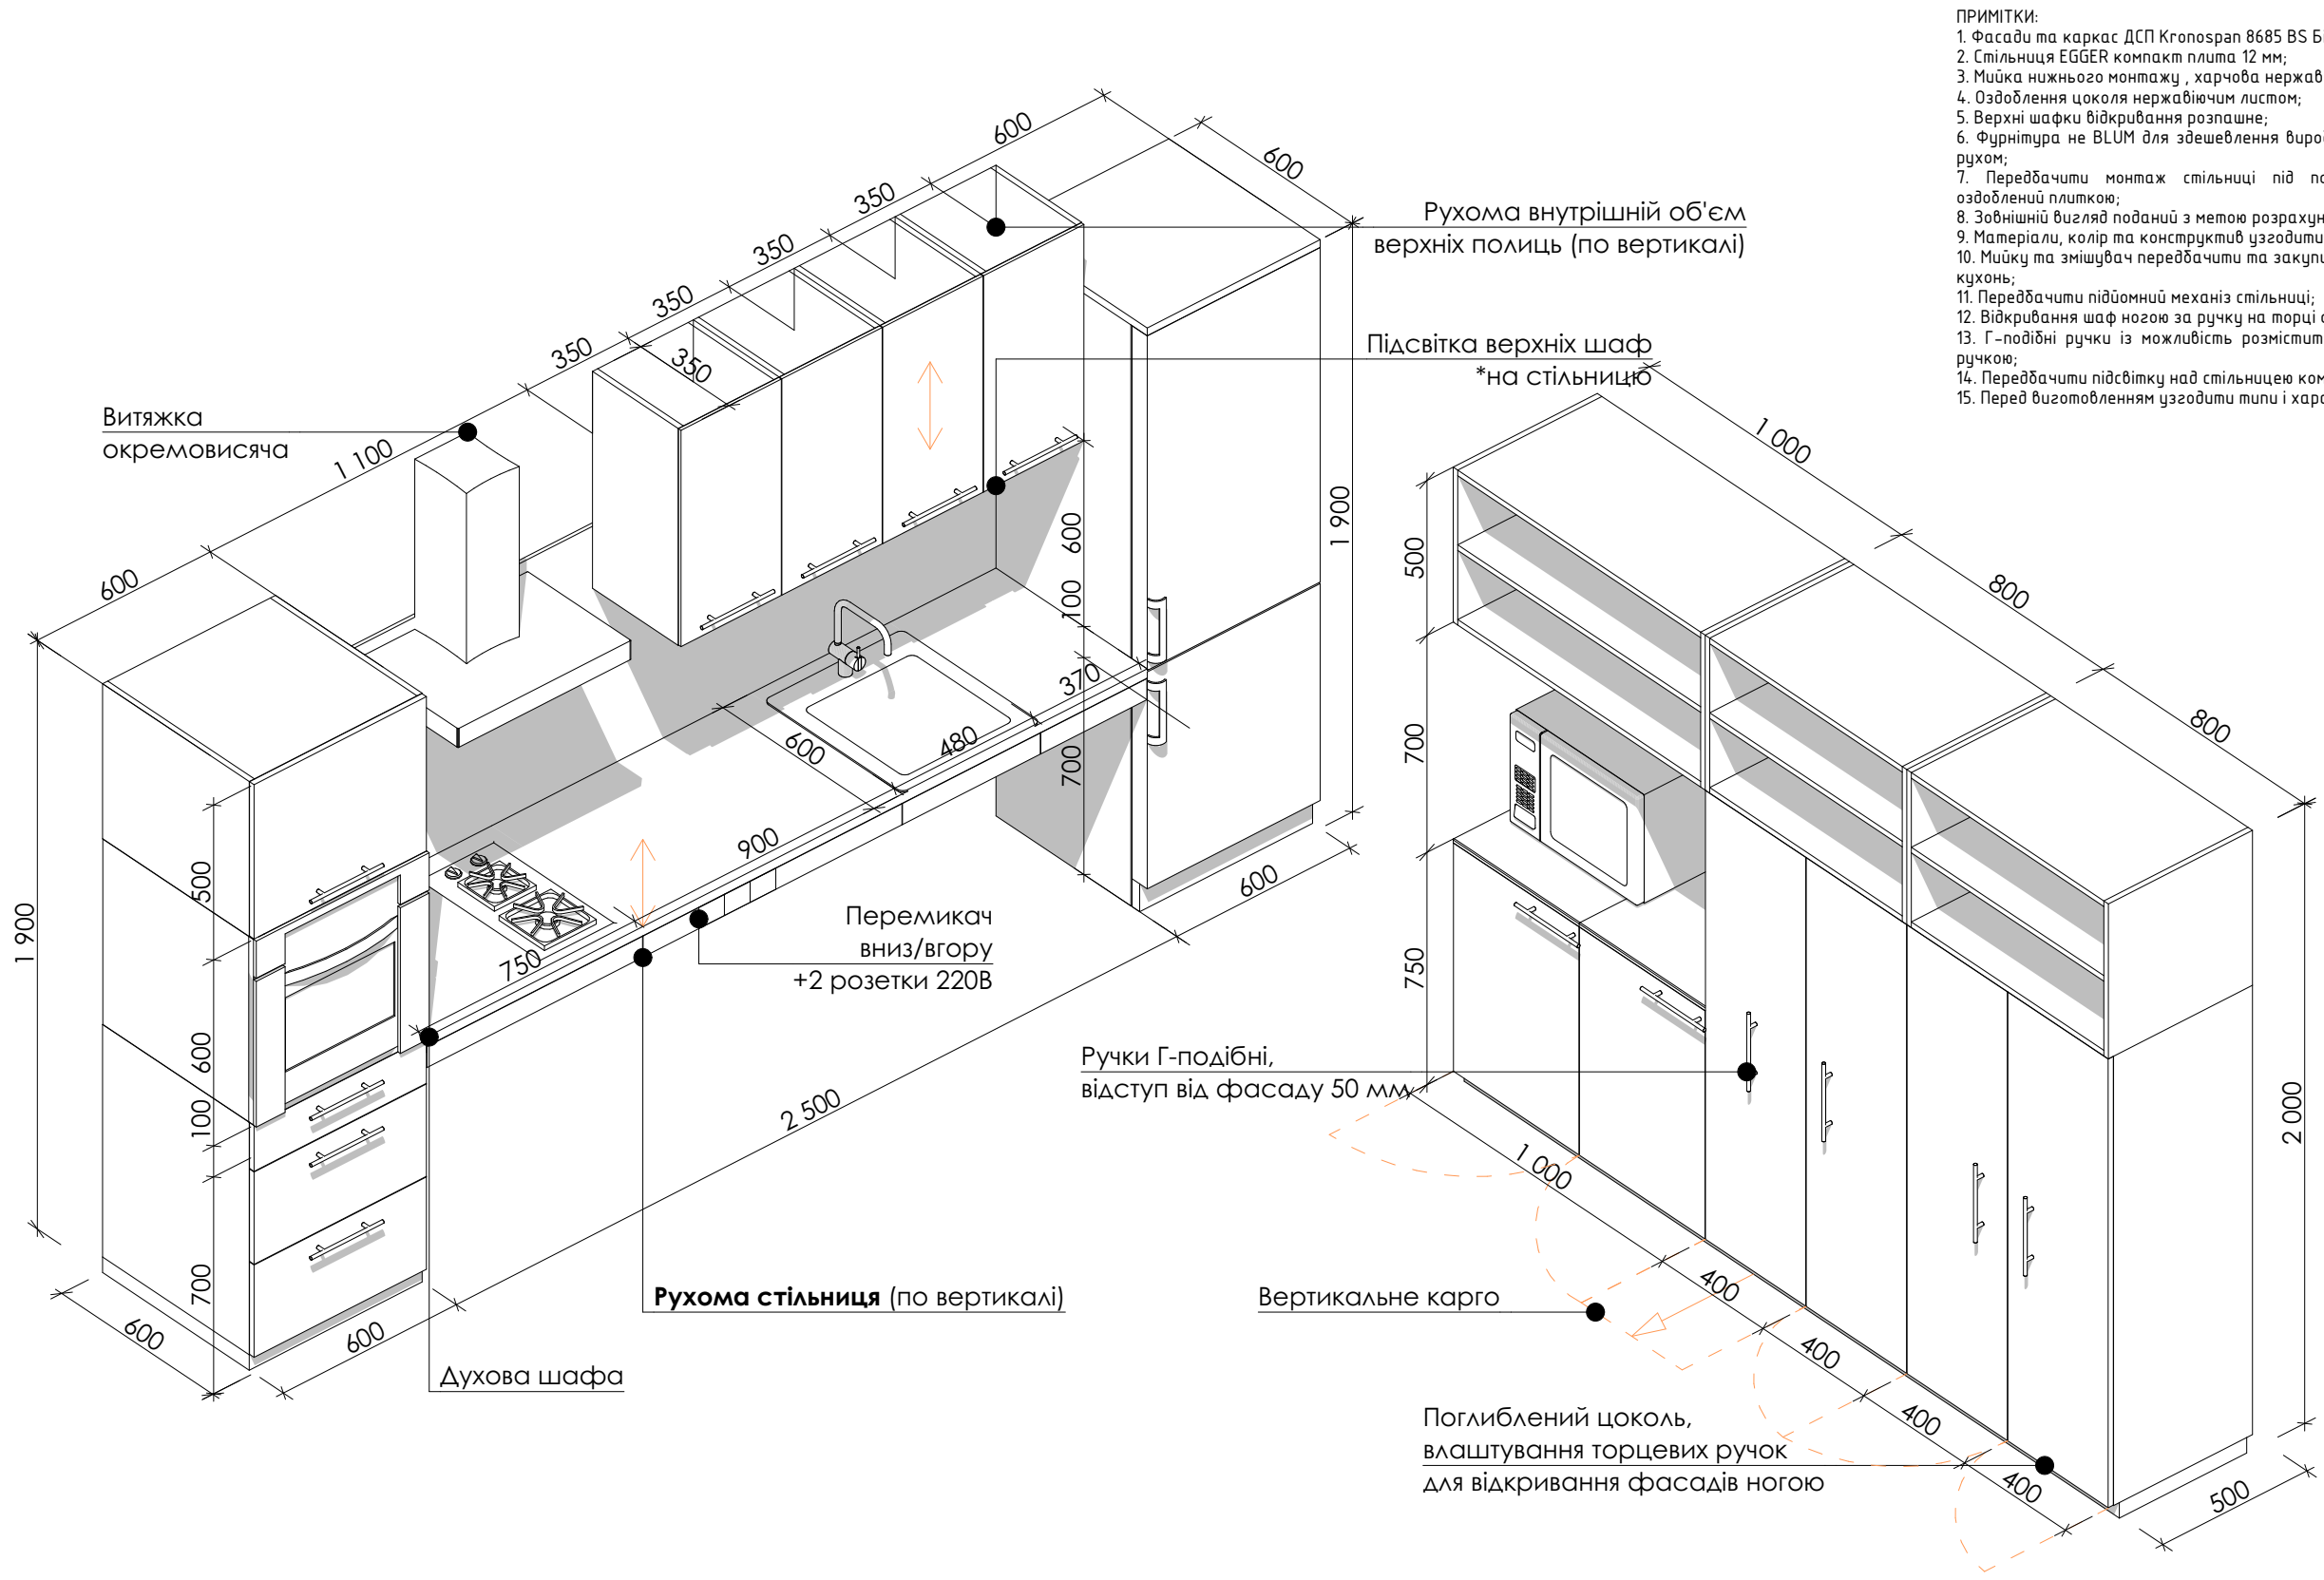 ПРИМІТКИ:
1. Фасади та каркас ДСП Kronospan 8685 BS
2. Стільниця EGGER компакт плита 12 мм;
3. Мийка нижнього монтажу , харчова
4. Оздоблення цоколя нержавіючим листом;
5. Верхні шафки відкривання розпашне;
6. Фурнітура не BLUM для здешевлення
рухом;
7. Передбачити монтаж стільниці під
оздоблений плиткою;
8. Зовнішній вигляд поданий з метою
9. Матеріали, колір та конструктив узгодити
10. Мийку та змішувач передбачити та
кухонь;
11. Передбачити підйомний механіз стільниці;
12. Відкривання шаф ногою за ручку на торці
13. Г-подібні ручки із можливість
ручкою;
14. Передбачити підсвітку над стільницею
15. Перед виготовленням узгодити типи і
Рухома внутрішній об'єм
верхніх полиць (по вертикалі)
Підсвітка верхніх шаф
*на стільницю
Витяжка
окремовисяча
Перемикач
вниз/вгору
+2 розетки 220В
Ручки Г-подібні,
відступ від фасаду 50 мм
Рухома стільниця (по вертикалі)
Духова шафа
Вертикальне карго
Поглиблений цоколь,
влаштування торцевих ручок
для відкривання фасадів ногою
600
1 100
350
350
350
350
600
600
350
1 900
500
600
100
700
600
600
750
900
600
480
370
600
100
700
1 900
600
2 500
1 000
800
800
500
700
750
2 000
1 000
400
400
400
400
500